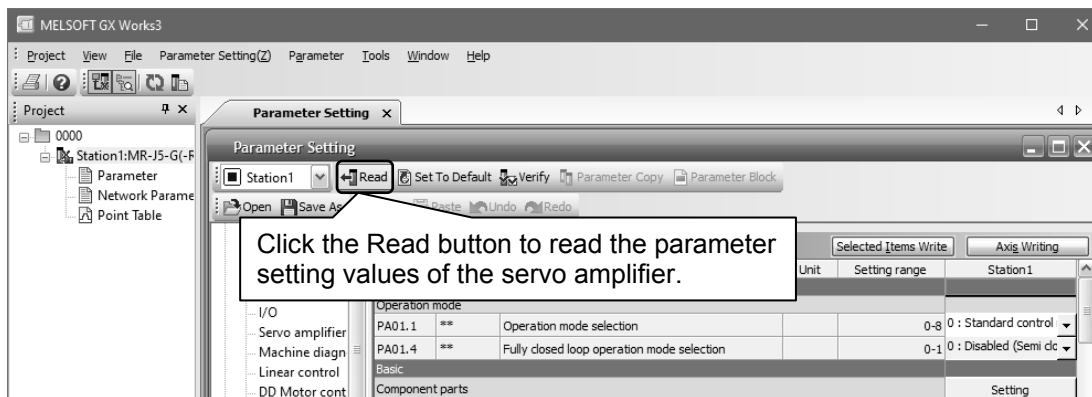 MELSOFT GX Works3
Project View File Parameter Setting(Z) Parameter Tools Window Help
Project
Parameter Setting
0000
Station1:MR-J5-G(-R
Parameter
Network Parame
Point Table
Parameter Setting
Station1 Read Set To Default Verify Parameter Copy Parameter Block
Open Save As Paste Undo Redo
Click the Read button to read the parameter
setting values of the servo amplifier.
Selected Items Write Axis Writing
Unit Setting range Station1
I/O
Servo amplifier
Machine diagn
Linear control
DD Motor cont
Operation mode
PA01.1 ** Operation mode selection 0-8 0 : Standard control
PA01.4 ** Fully closed loop operation mode selection 0-1 0 : Disabled (Semi clo
Basic
Component parts Setting